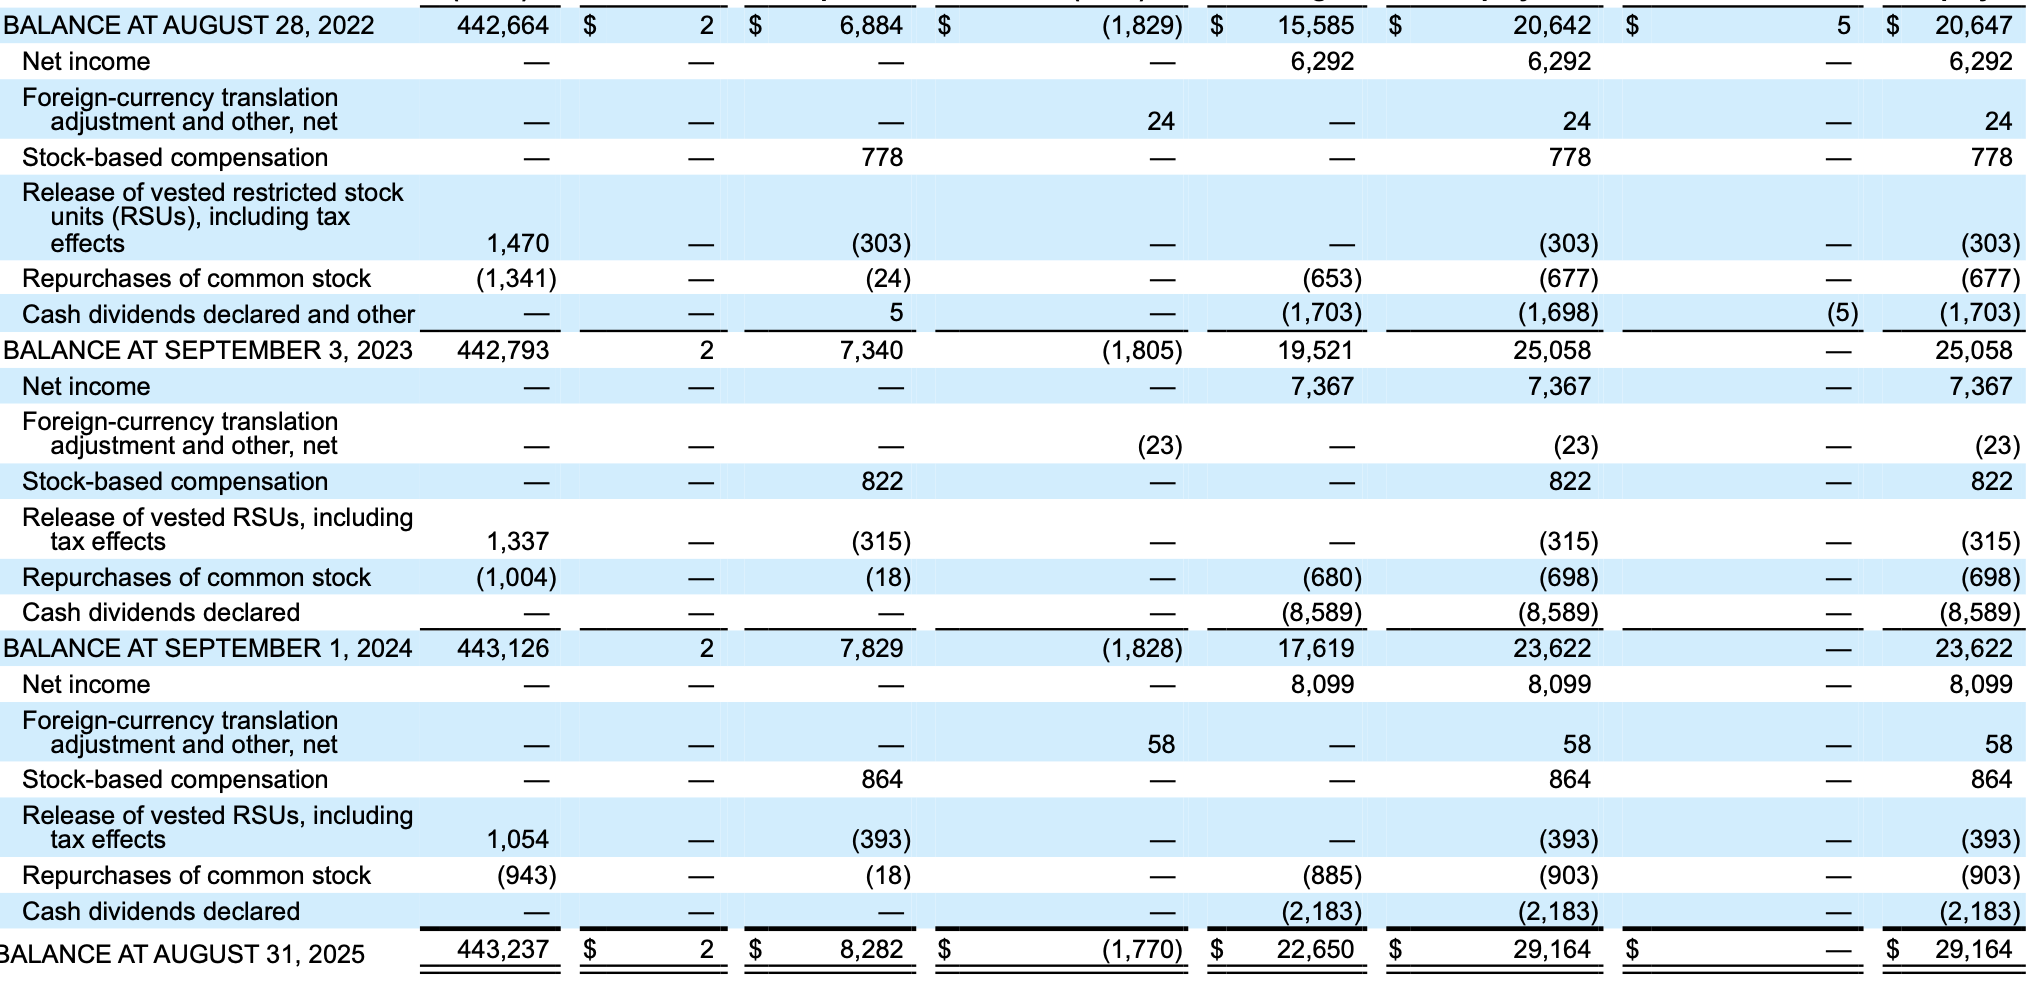 BALANCE AT AUGUST 28, 2022 442,664 $ 2 $ 6,884 $ (1,829) $ 15,585 $ 20,642 $ 5 $ 20,647
Net income — — — — 6,292 6,292 — 6,292
Foreign-currency translation
adjustment and other, net — — — 24 — 24 — 24
Stock-based compensation — — 778 — — 778 — 778
Release of vested restricted stock
units (RSUs), including tax
effects 1,470 — (303) — — (303) — (303)
Repurchases of common stock (1,341) — (24) — (653) (677) — (677)
Cash dividends declared and other — — 5 — (1,703) (1,698) (5) (1,703)
BALANCE AT SEPTEMBER 3, 2023 442,793 2 7,340 (1,805) 19,521 25,058 — 25,058
Net income — — — — 7,367 7,367 — 7,367
Foreign-currency translation
adjustment and other, net — — — (23) — (23) — (23)
Stock-based compensation — — 822 — — 822 — 822
Release of vested RSUs, including
tax effects 1,337 — (315) — — (315) — (315)
Repurchases of common stock (1,004) — (18) — (680) (698) — (698)
Cash dividends declared — — — — (8,589) (8,589) — (8,589)
BALANCE AT SEPTEMBER 1, 2024 443,126 2 7,829 (1,828) 17,619 23,622 — 23,622
Net income — — — — 8,099 8,099 — 8,099
Foreign-currency translation
adjustment and other, net — — — 58 — 58 — 58
Stock-based compensation — — 864 — — 864 — 864
Release of vested RSUs, including
tax effects 1,054 — (393) — — (393) — (393)
Repurchases of common stock (943) — (18) — (885) (903) — (903)
Cash dividends declared — — — — (2,183) (2,183) — (2,183)
BALANCE AT AUGUST 31, 2025 443,237 $ 2 $ 8,282 $ (1,770) $ 22,650 $ 29,164 $ — $ 29,164